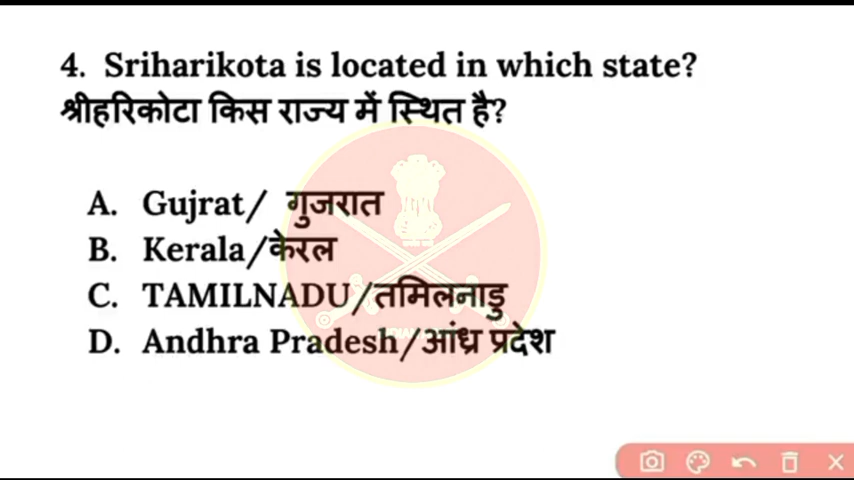 4. Sriharikota is located in which state?
श्रीहरिकोटा किस राज्य में स्थित है?
A. Gujrat/ गुजरात
B. Kerala/केरल
C. TAMILNADU/तमिलनाडु
D. Andhra Pradesh/आंध्र प्रदेश